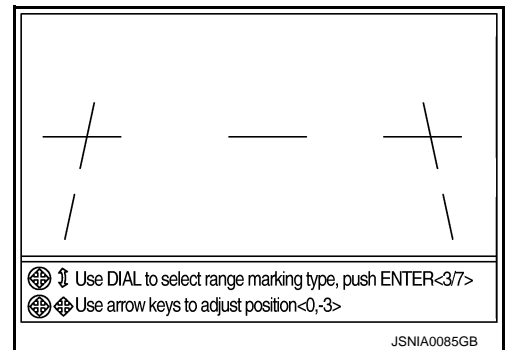 Use DIAL to select range marking type, push ENTER<3/7>
Use arrow keys to adjust position<0,-3>
JSNIA0085GB